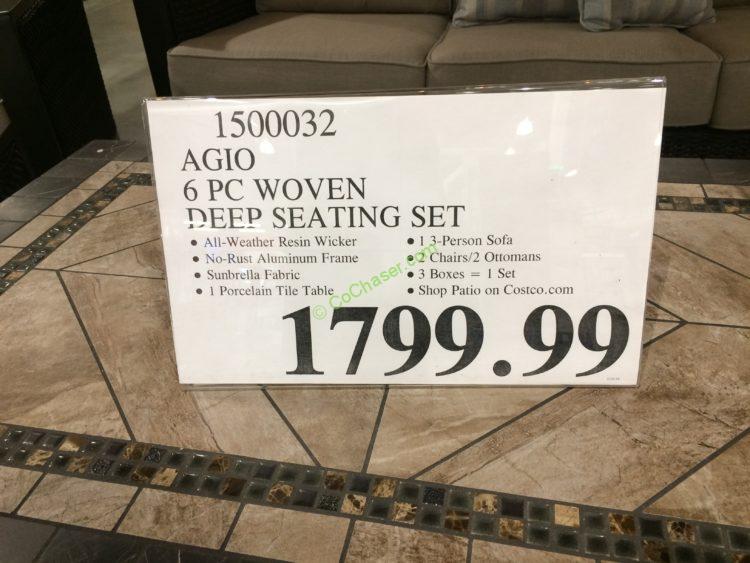 1500032
AGIO
6 PC WOVEN
DEEP SEATING SET
• All-Weather Resin Wicker
• No-Rust Aluminum Frame
• Sunbrella Fabric
• 1 Porcelain Tile Table
• 1 3-Person Sofa
• 2 Chairs/2 Ottomans
• 3 Boxes = 1 Set
• Shop Patio on Costco.com
© CoChaser.com
1799.99